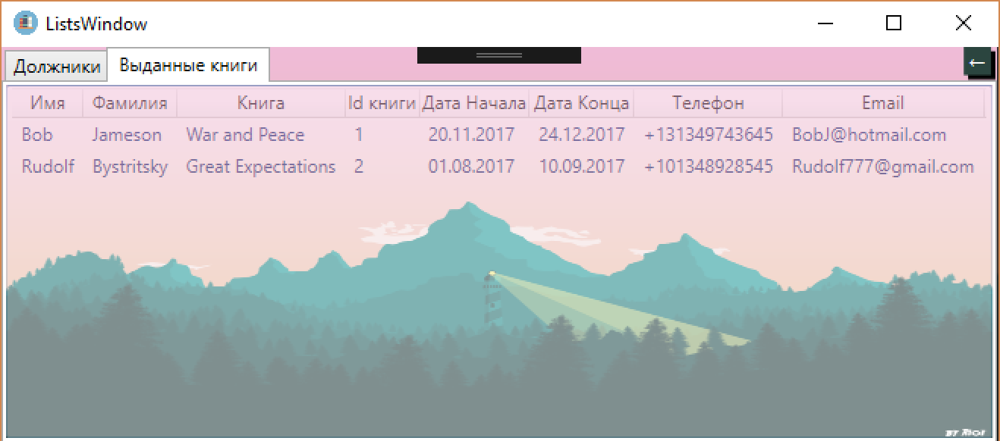 ListsWindow
Должники Выданные книги ←
Имя Фамилия Книга Id книги Дата Начала Дата Конца Телефон Email
Bob Jameson War and Peace 1 20.11.2017 24.12.2017 +131349743645 BobJ@hotmail.com
Rudolf Bystritsky Great Expectations 2 01.08.2017 10.09.2017 +101348928545 Rudolf777@gmail.com